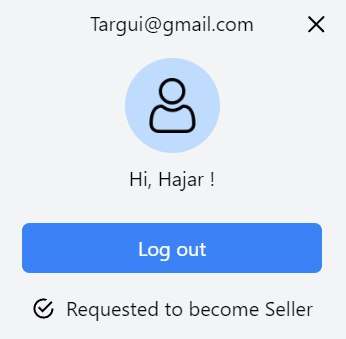 Targui@gmail.com
Hi, Hajar !
Log out
Requested to become Seller